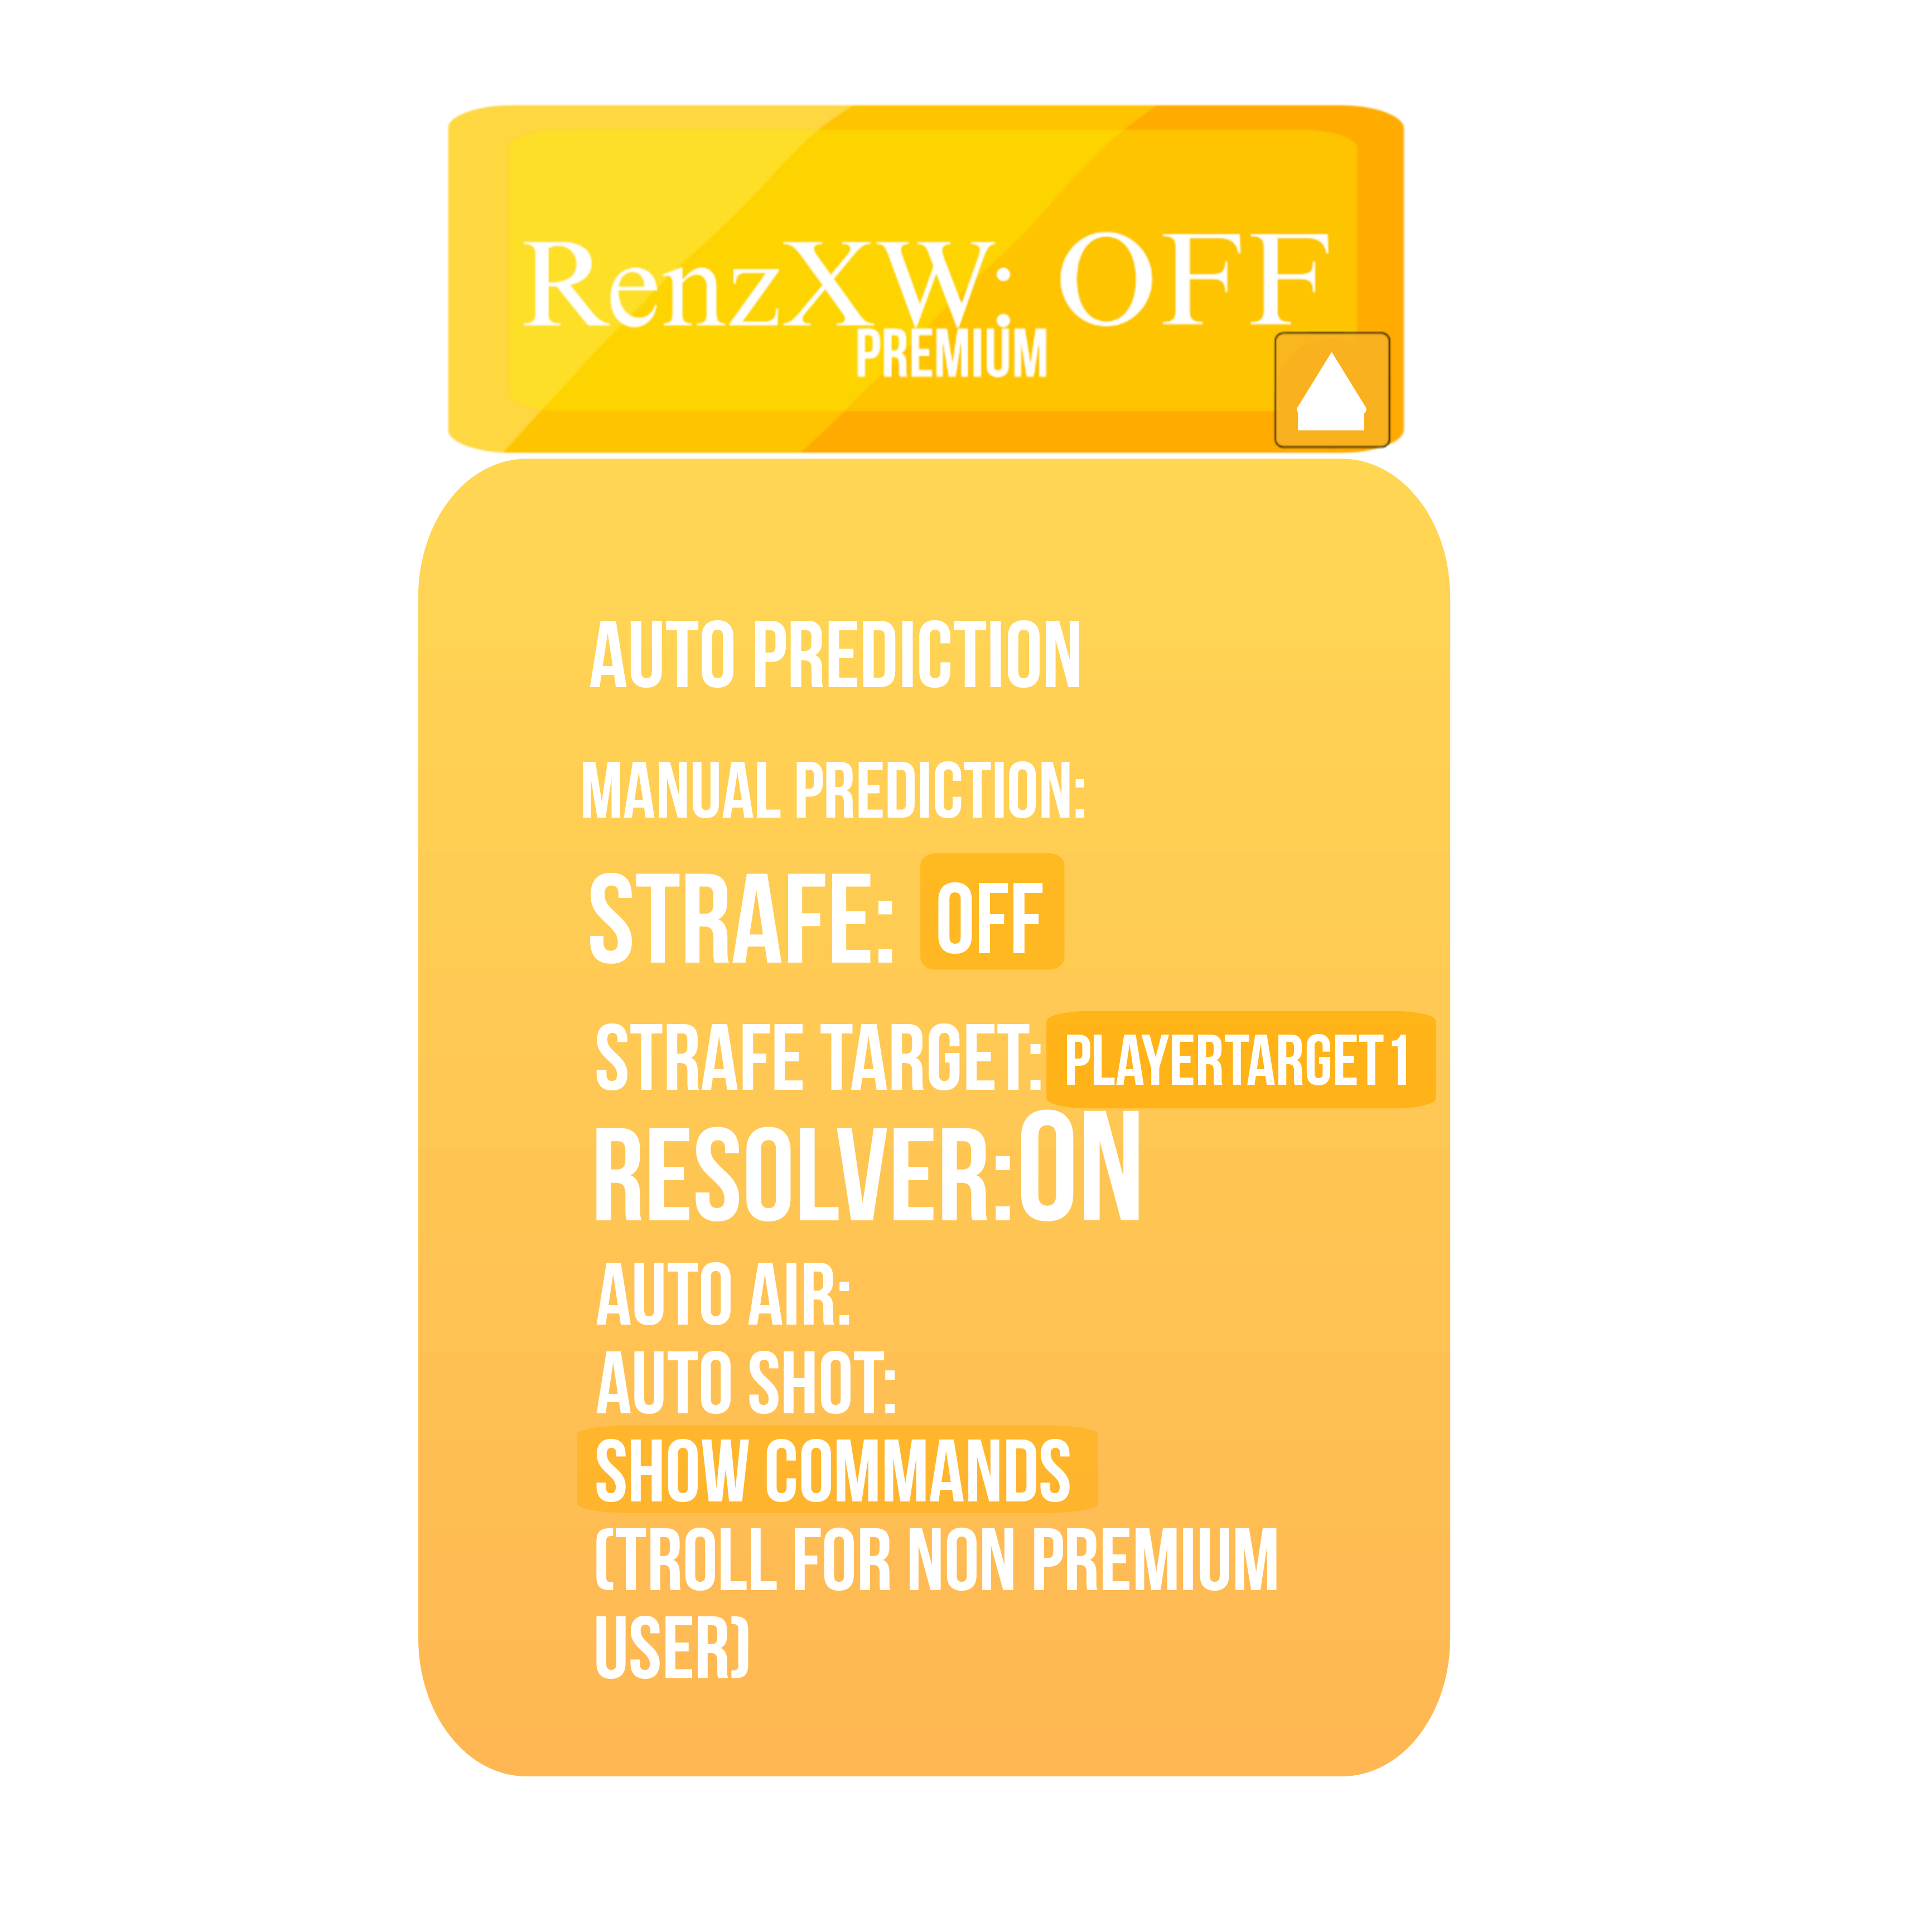 RenzXW: OFF
PREMIUM
AUTO PREDICTION
MANUAL PREDICTION:
STRAFE: OFF
STRAFE TARGET: PLAYERTARGET1
RESOLVER:ON
AUTO AIR:
AUTO SHOT:
SHOW COMMANDS
(TROLL FOR NON PREMIUM
USER)